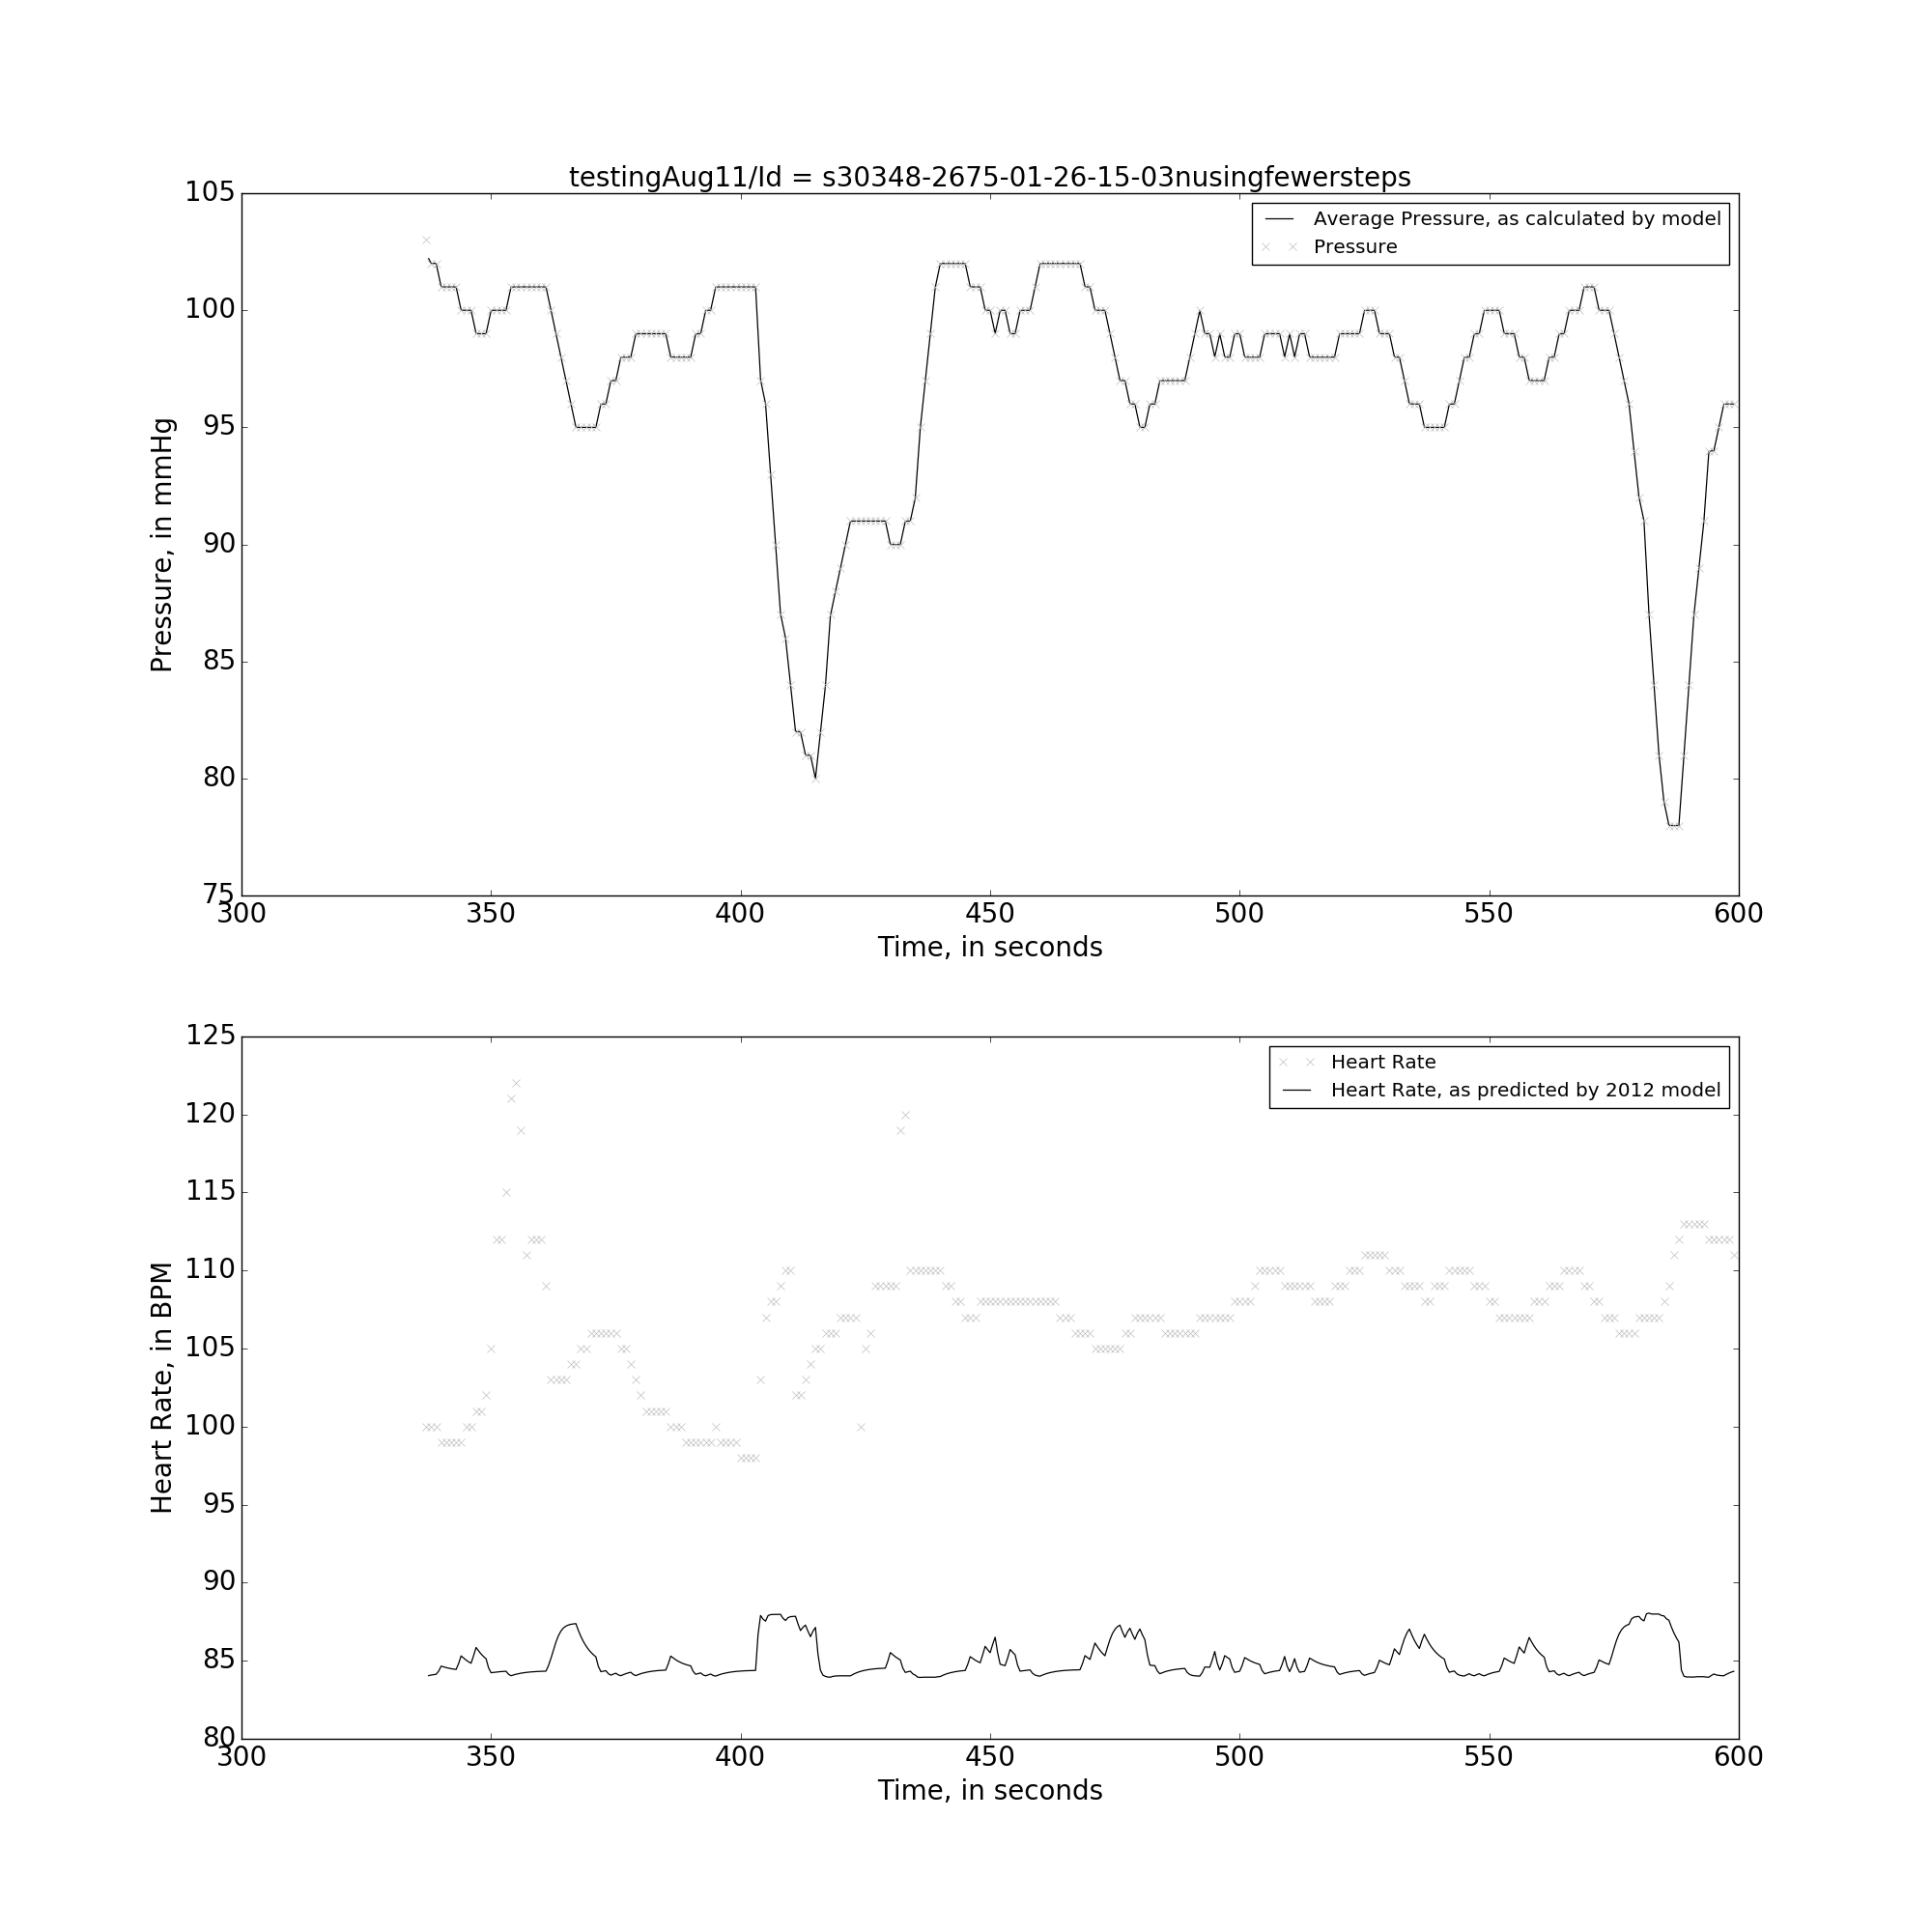 testingAug11/Id = s30348-2675-01-26-15-03nusingfewersteps
105
100
95
90
85
80
75
Pressure, in mmHg
Average Pressure, as calculated by model
Pressure
300 350 400 450 500 550 600
Time, in seconds
125
120
115
110
105
100
95
90
85
80
Heart Rate, in BPM
Heart Rate
Heart Rate, as predicted by 2012 model
300 350 400 450 500 550 600
Time, in seconds